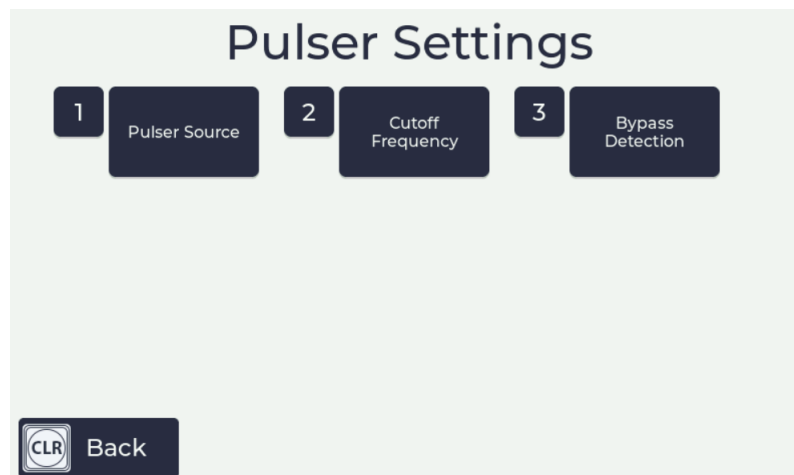 Pulser Settings
1
Pulser Source
2
Cutoff
Frequency
3
Bypass
Detection
CLR
Back